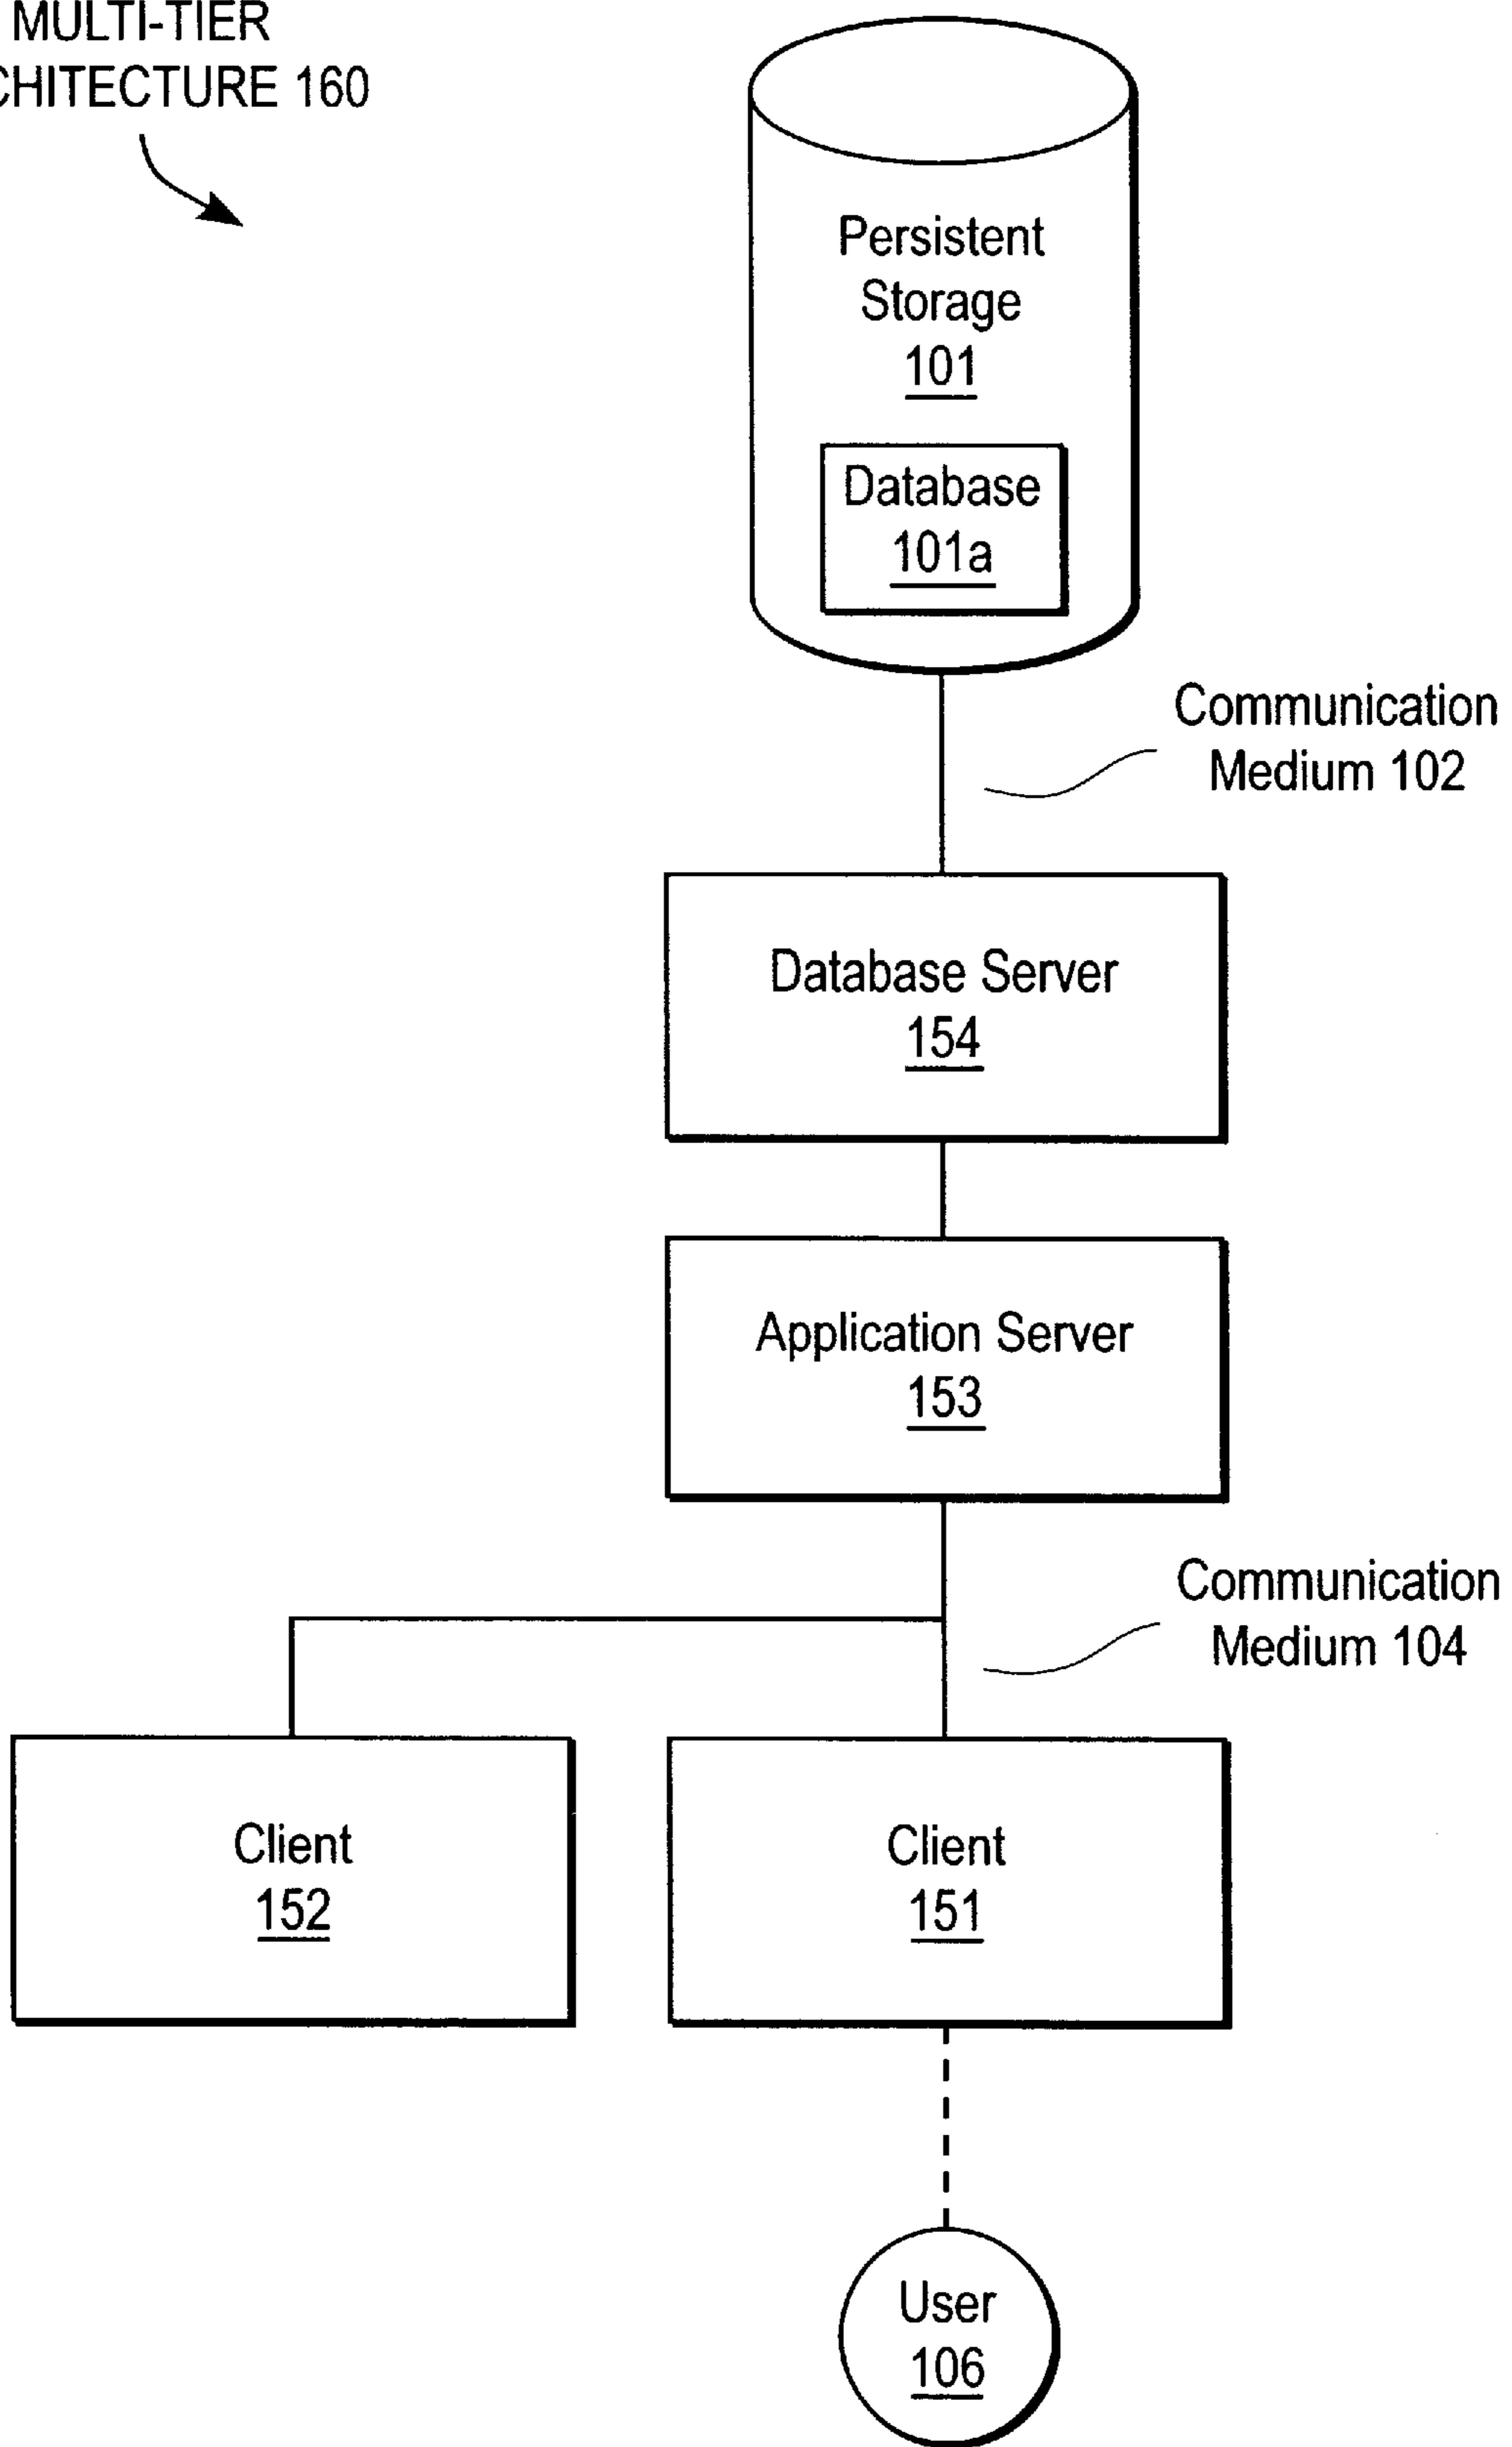 MULTI-TIER
CHITECTURE 160
Persistent
Storage
101
Database
101a
Communication
Medium 102
Database Server
154
Application Server
153
Communication
Medium 104
Client
152
Client
151
User
106